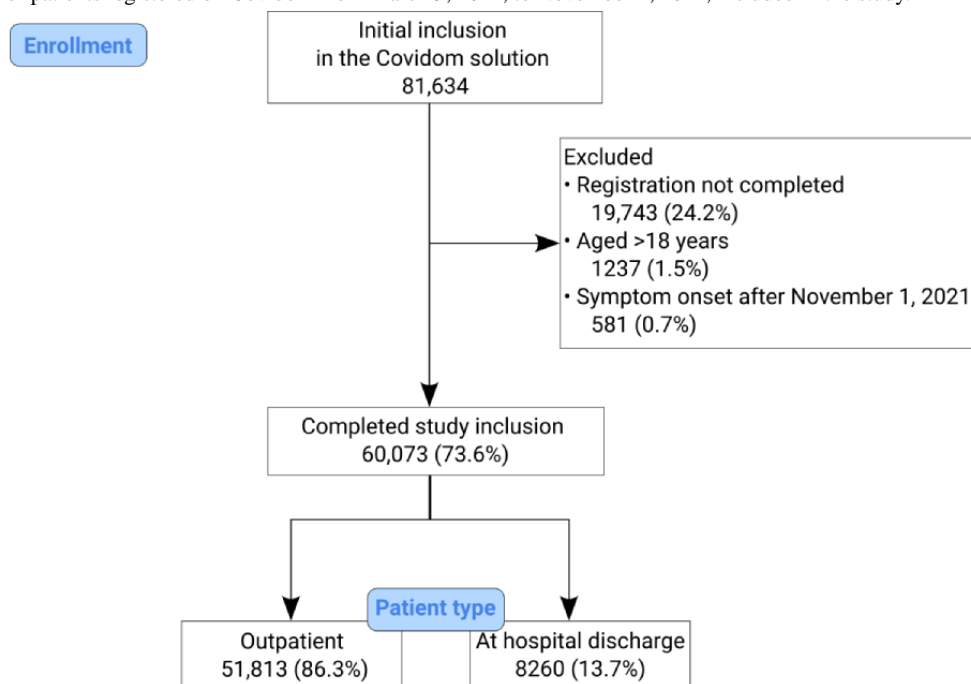 Enrollment
Initial inclusion
in the Covidom solution
81,634
Excluded
• Registration not completed
19,743 (24.2%)
• Aged >18 years
1237 (1.5%)
• Symptom onset after November 1, 2021
581 (0.7%)
Completed study inclusion
60,073 (73.6%)
Patient type
Outpatient
51,813 (86.3%)
At hospital discharge
8260 (13.7%)